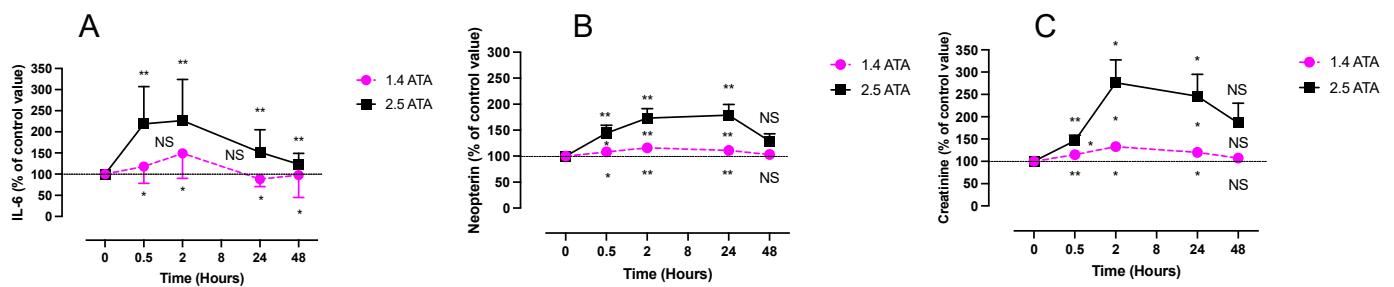 A
IL-6 (% of control value)
350
300
250
200
150
100
50
0
** ** ** **
NS NS
* * * *
0 0.5 2 8 24 48
Time (Hours)
1.4 ATA
2.5 ATA
B
Neopterin (% of control value)
300
250
200
150
100
50
0
** ** ** NS
* ** **
* ** ** NS
0 0.5 2 8 24 48
Time (Hours)
1.4 ATA
2.5 ATA
C
Creatinine (% of control value)
350
300
250
200
150
100
50
0
** * * NS
* * * NS
** * * NS
0 0.5 2 8 24 48
Time (Hours)
1.4 ATA
2.5 ATA